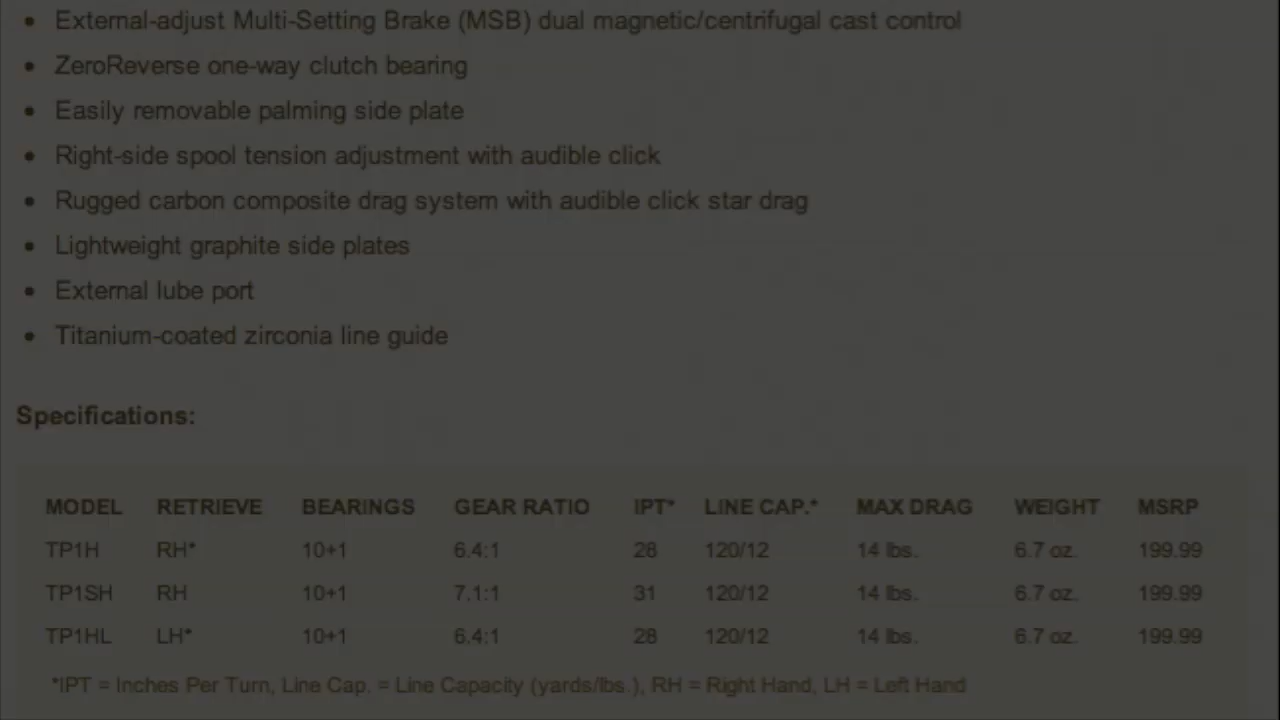 • External-adjust Multi-Setting Brake (MSB) dual magnetic/centrifugal cast control
• ZeroReverse one-way clutch bearing
• Easily removable palming side plate
• Right-side spool tension adjustment with audible click
• Rugged carbon composite drag system with audible click star drag
• Lightweight graphite side plates
• External lube port
• Titanium-coated zirconia line guide
Specifications:
MODEL RETRIEVE BEARINGS GEAR RATIO IPT* LINE CAP.* MAX DRAG WEIGHT MSRP
TP1H RH* 10+1 6.4:1 28 120/12 14 lbs. 6.7 oz. 199.99
TP1SH RH 10+1 7.1:1 31 120/12 14 lbs. 6.7 oz. 199.99
TP1HL LH* 10+1 6.4:1 28 120/12 14 lbs. 6.7 oz. 199.99
*IPT = Inches Per Turn, Line Cap. = Line Capacity (yards/lbs.), RH = Right Hand, LH = Left Hand